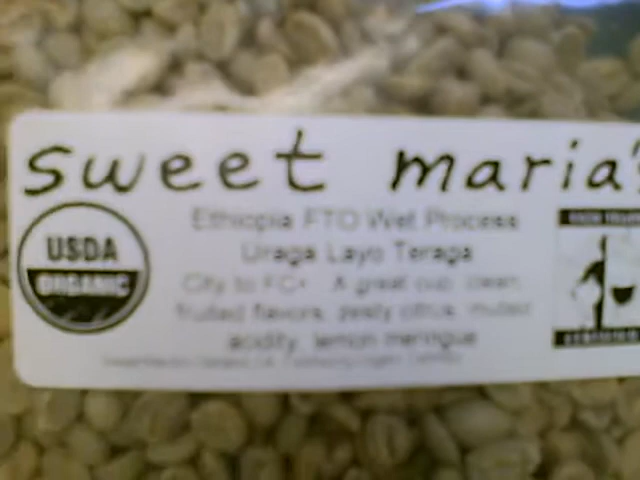 sweet maria's
USDA
ORGANIC
Ethiopia FTO Wet Process
Uraga Layo Teraga
City to FC+ A great cup: clean
fruited flavors, zesty citrus, muted
acidity, lemon meringue
CERTIFIED